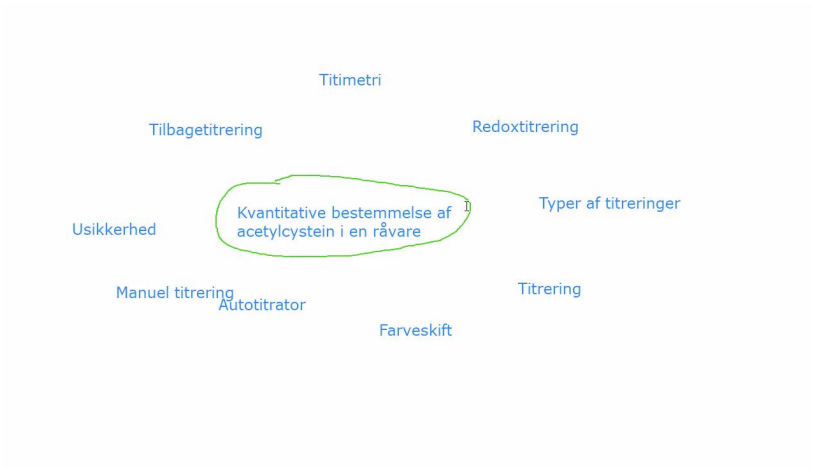 Titimetri
Redoxtitrering
Tilbagetitrering
Typer af titreringer
Kvantitative bestemmelse af
acetylcystein i en råvare
Usikkerhed
Titrering
Manuel titrering
Autotitrator
Farveskift